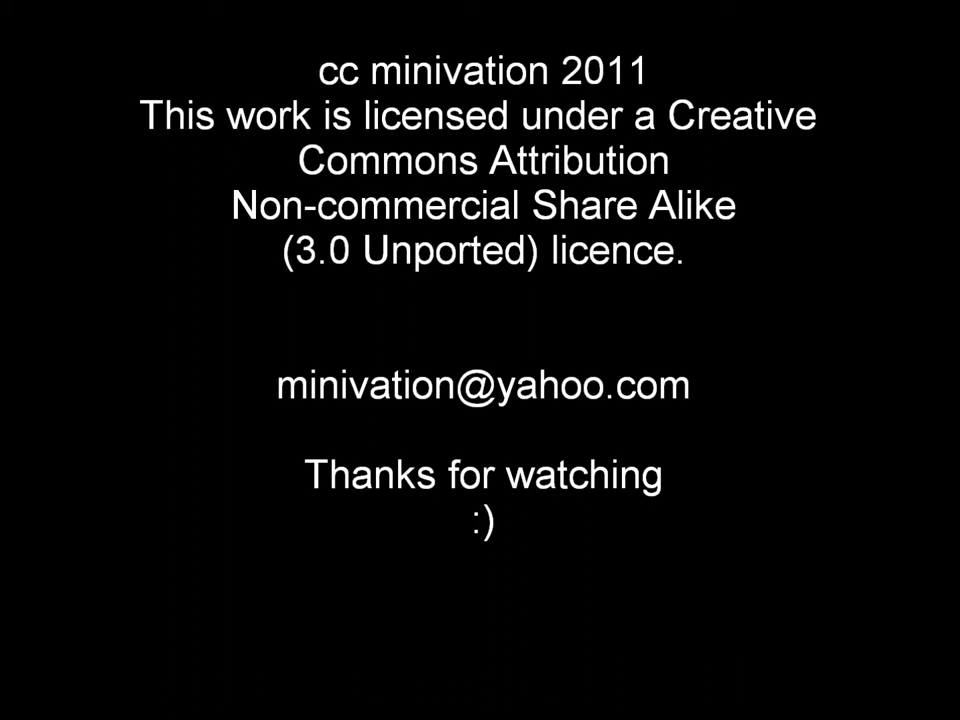 cc minivation 2011
This work is licensed under a Creative
Commons Attribution
Non-commercial Share Alike
(3.0 Unported) licence.
minivation@yahoo.com
Thanks for watching
:)